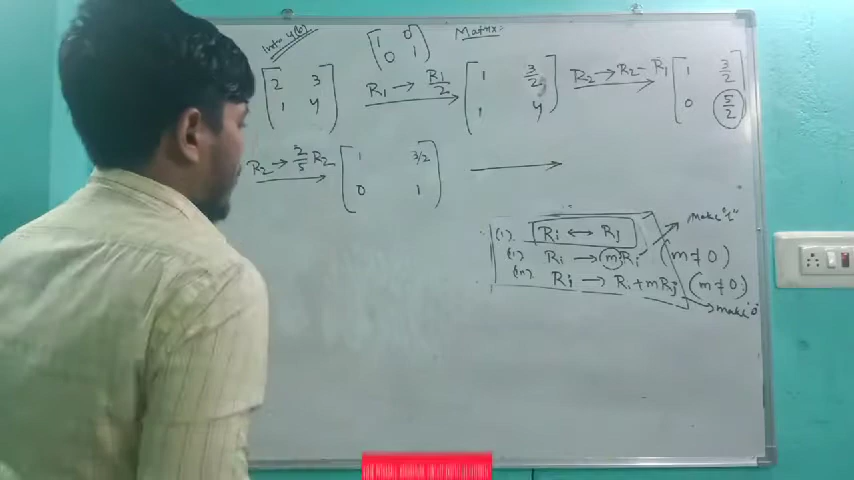 Matrix:
[1 0
0 1]
[2 3
1 4] R₁ → R₁/2 [1 3/2
1 4] R₂ → R₂ - R₁ [1 3/2
0 5/2]
R₂ → 2/5 R₂ [1 3/2
0 1] →
(i). Ri ↔ Rj
(ii) Ri → mRi (m ≠ 0) make "1"
(iii) Ri → Ri + mRj (m ≠ 0) make "0"